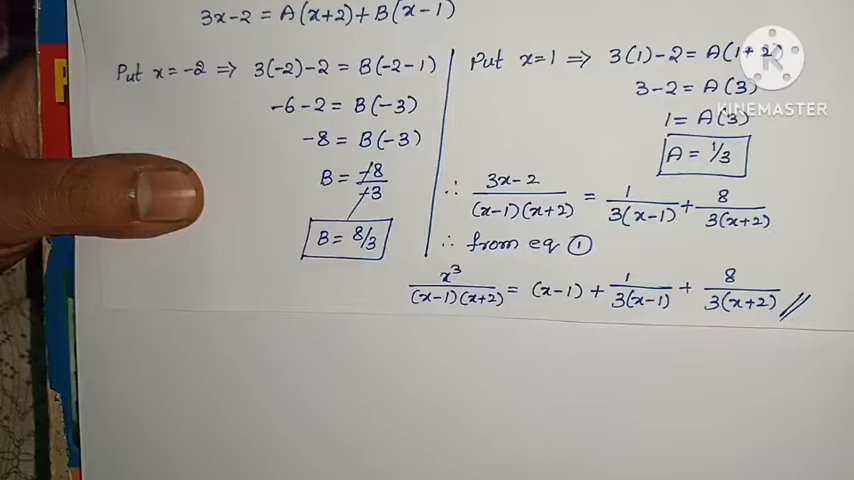 3x-2 = A(x+2) + B(x-1)
Put x = -2 ⇒ 3(-2)-2 = B(-2-1)
-6-2 = B(-3)
-8 = B(-3)
B = -8/-3
B = 8/3
Put x=1 ⇒ 3(1)-2 = A(1+2)
3-2 = A(3)
1 = A(3)
A = 1/3
∴ 3x-2/(x-1)(x+2) = 1/3(x-1) + 8/3(x+2)
∴ from eq ①
x³/(x-1)(x+2) = (x-1) + 1/3(x-1) + 8/3(x+2) //
K
KINEMASTER